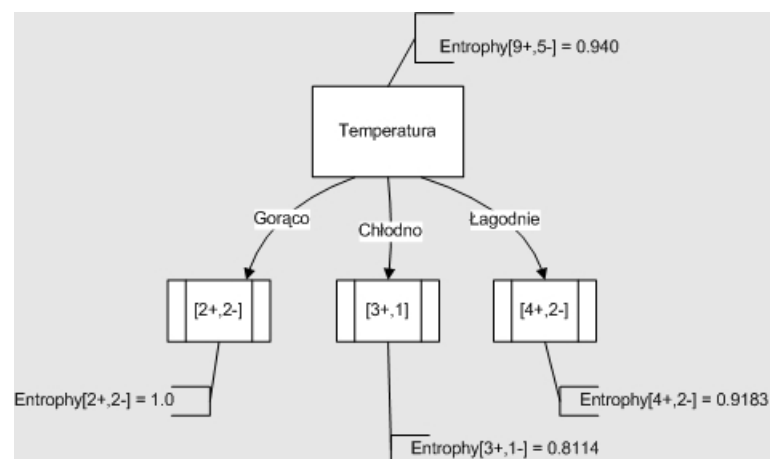 Entrophy[9+,5-] = 0.940
Temperatura
Gorąco
Chłodno
Łagodnie
[2+,2-]
[3+,1]
[4+,2-]
Entrophy[2+,2-] = 1.0
Entrophy[4+,2-] = 0.9183
Entrophy[3+,1-] = 0.8114